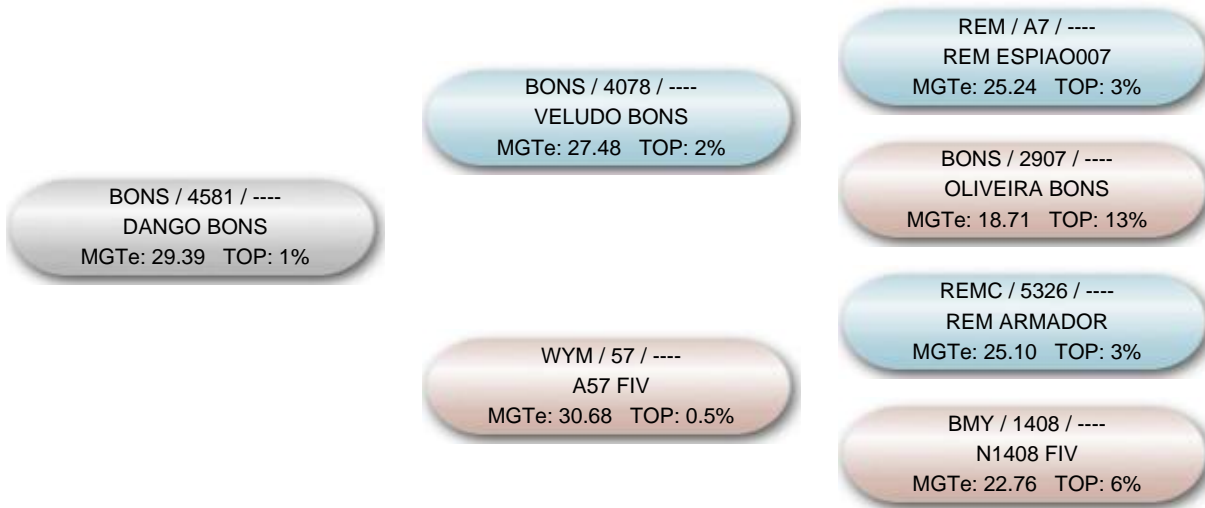 BONS / 4581 / ----
DANGO BONS
MGTe: 29.39 TOP: 1%
BONS / 4078 / ----
VELUDO BONS
MGTe: 27.48 TOP: 2%
WYM / 57 / ----
A57 FIV
MGTe: 30.68 TOP: 0.5%
REM / A7 / ----
REM ESPIAO007
MGTe: 25.24 TOP: 3%
BONS / 2907 / ----
OLIVEIRA BONS
MGTe: 18.71 TOP: 13%
REMC / 5326 / ----
REM ARMADOR
MGTe: 25.10 TOP: 3%
BMY / 1408 / ----
N1408 FIV
MGTe: 22.76 TOP: 6%